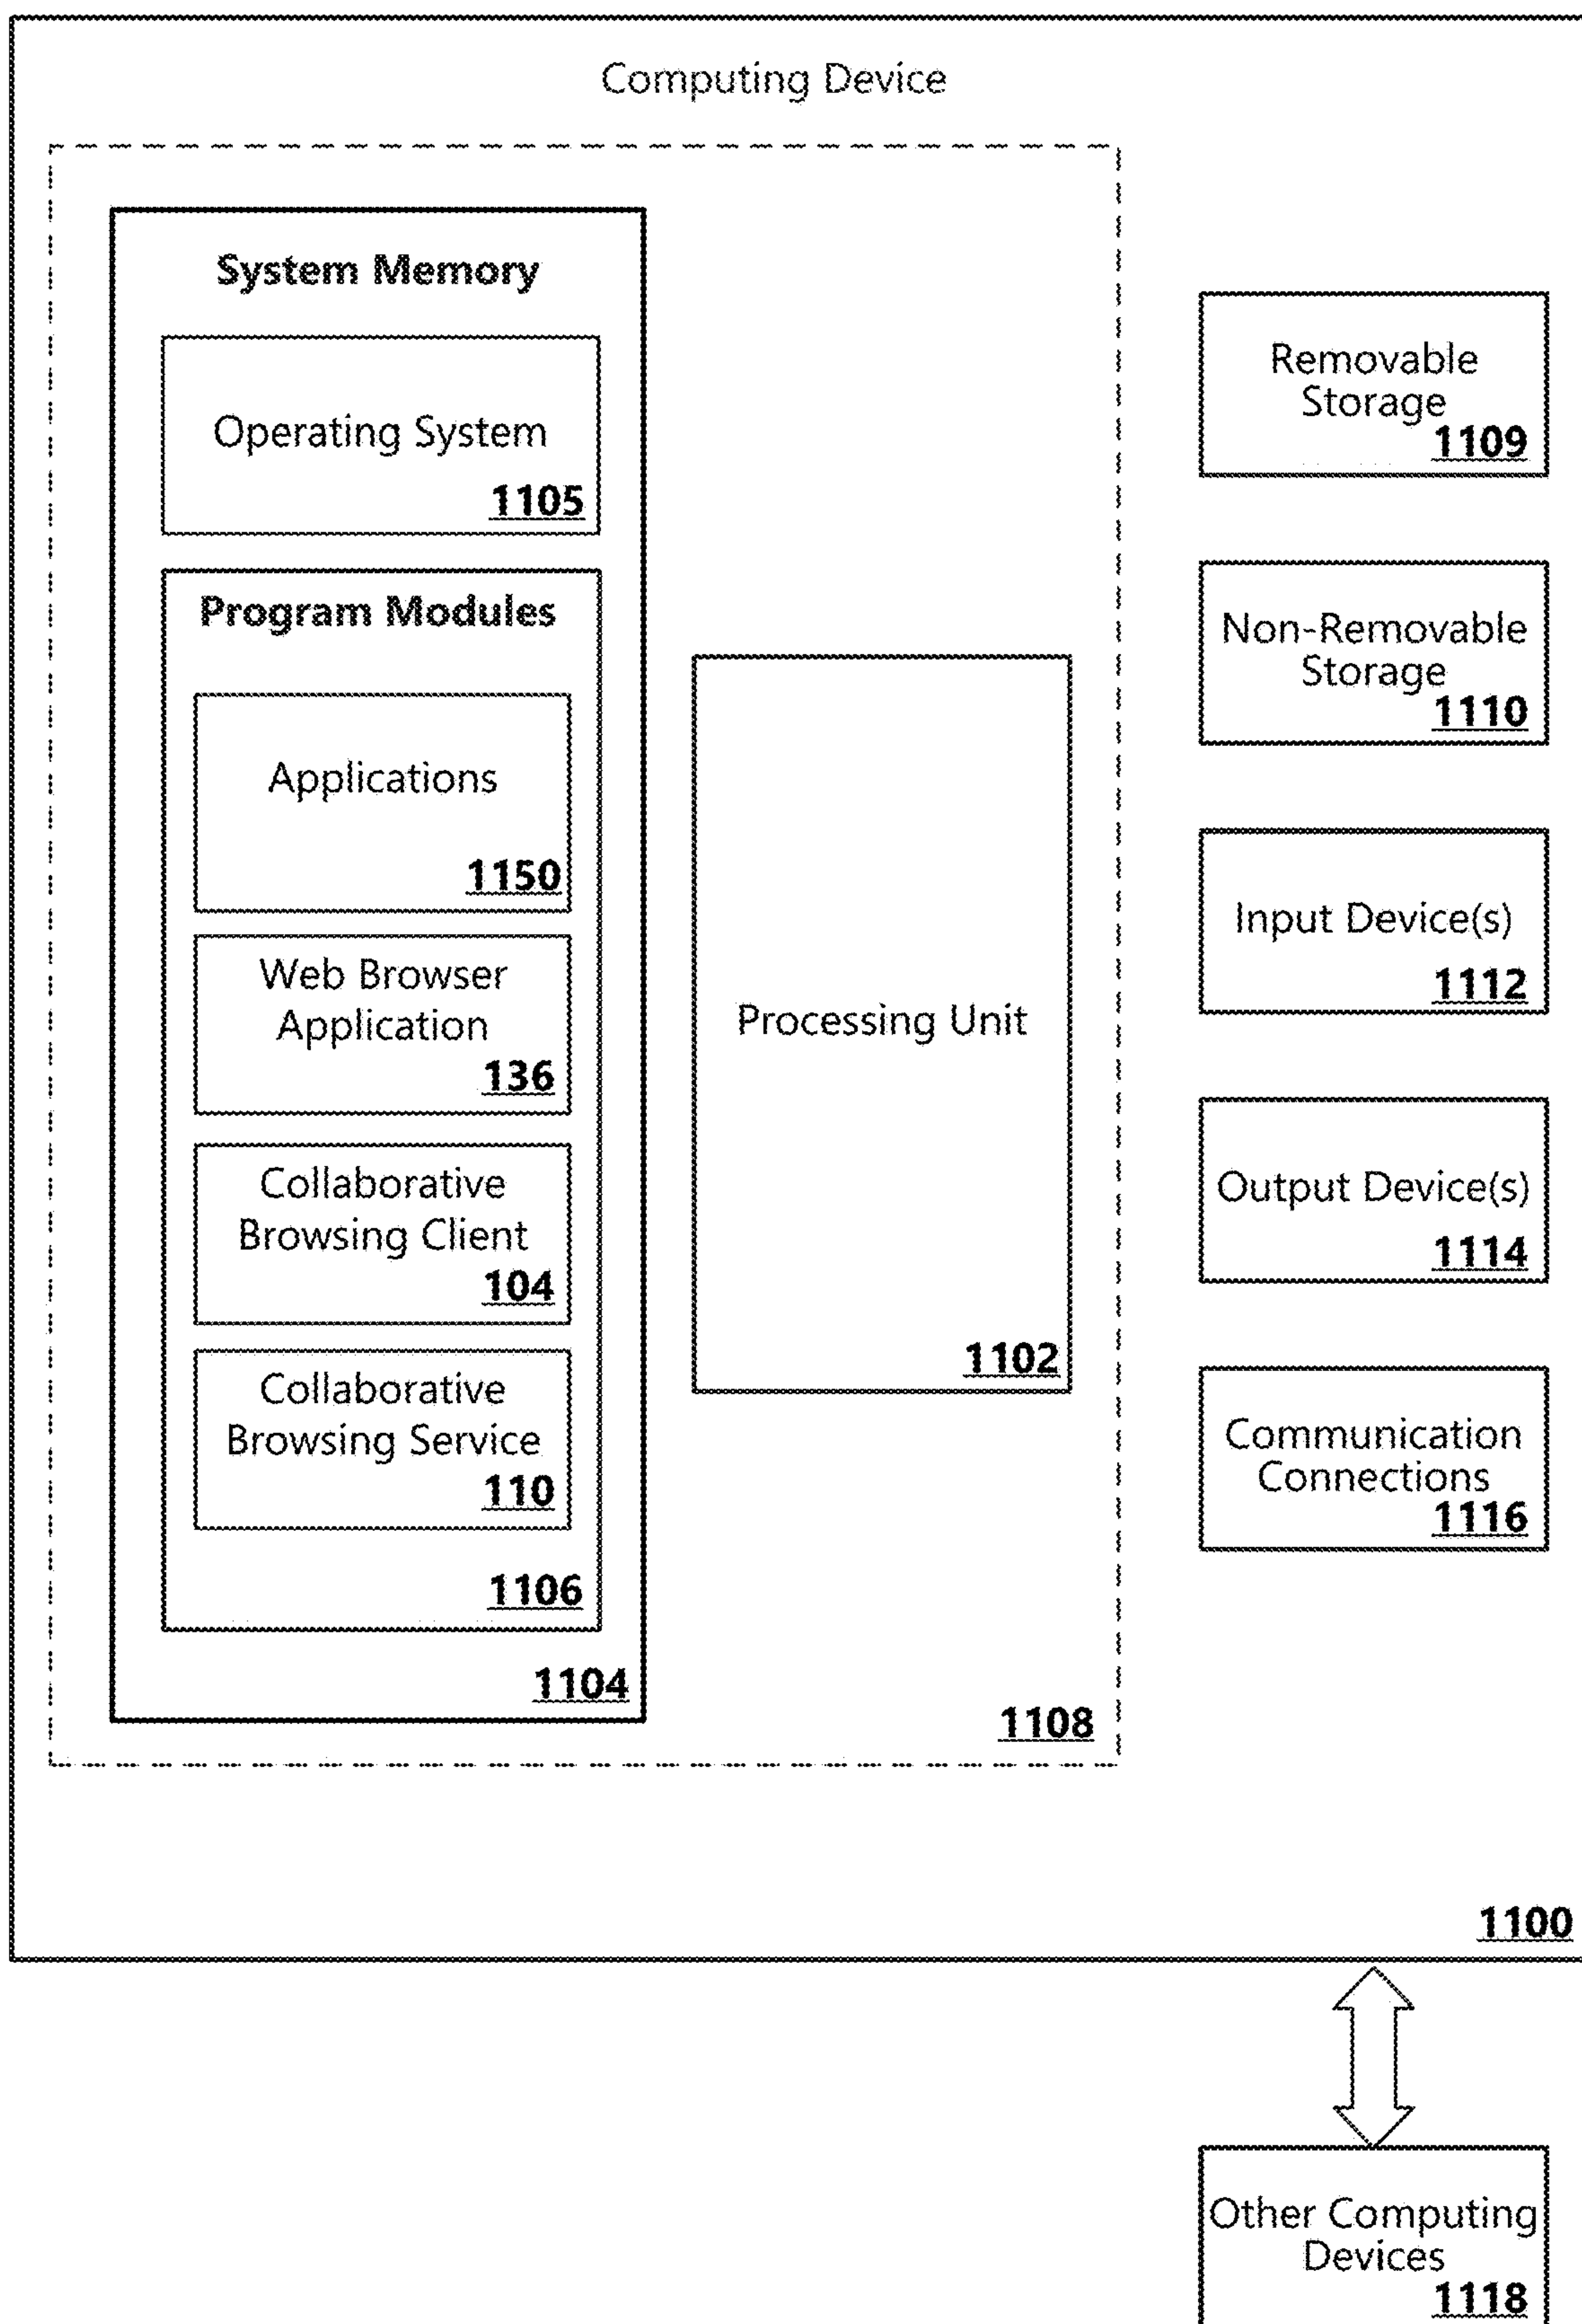 Computing Device
System Memory
Operating System
1105
Program Modules
Applications
1150
Web Browser
Application
136
Collaborative
Browsing Client
104
Collaborative
Browsing Service
110
1106
1104
Processing Unit
1102
1108
Removable
Storage
1109
Non-Removable
Storage
1110
Input Device(s)
1112
Output Device(s)
1114
Communication
Connections
1116
1100
Other Computing
Devices
1118